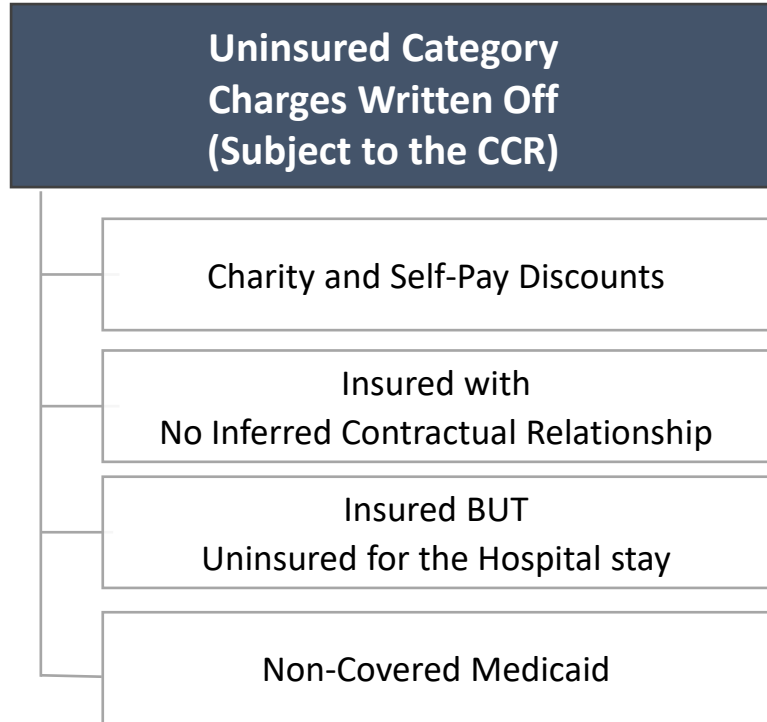 Uninsured Category
Charges Written Off
(Subject to the CCR)
Charity and Self-Pay Discounts
Insured with
No Inferred Contractual Relationship
Insured BUT
Uninsured for the Hospital stay
Non-Covered Medicaid